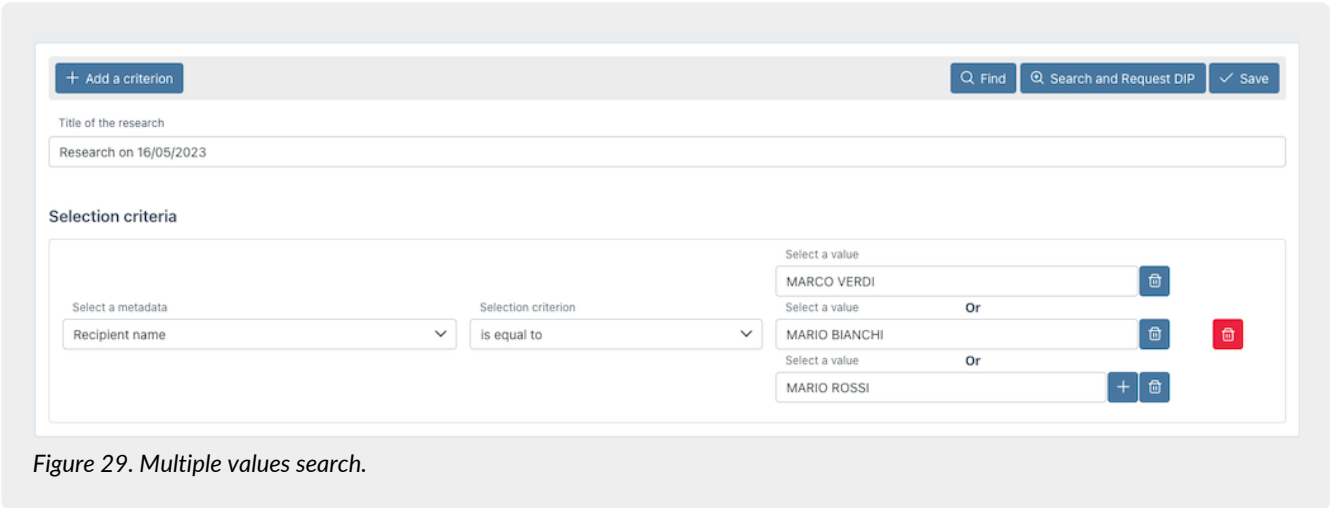 Add a criterion
Find
Search and Request DIP
Save
Title of the research
Research on 16/05/2023
Selection criteria
Select a metadata
Recipient name
Selection criterion
is equal to
Select a value
MARCO VERDI
Select a value Or
MARIO BIANCHI
Select a value Or
MARIO ROSSI
Figure 29. Multiple values search.